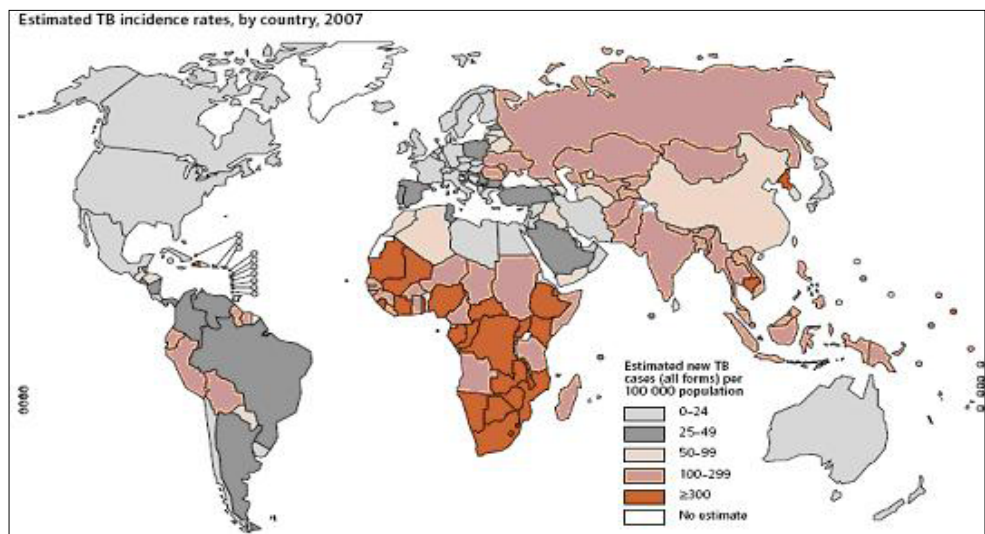 Estimated TB incidence rates, by country, 2007
Estimated new TB
cases (all forms) per
100 000 population
0–24
25–49
50–99
100–299
≥300
No estimate